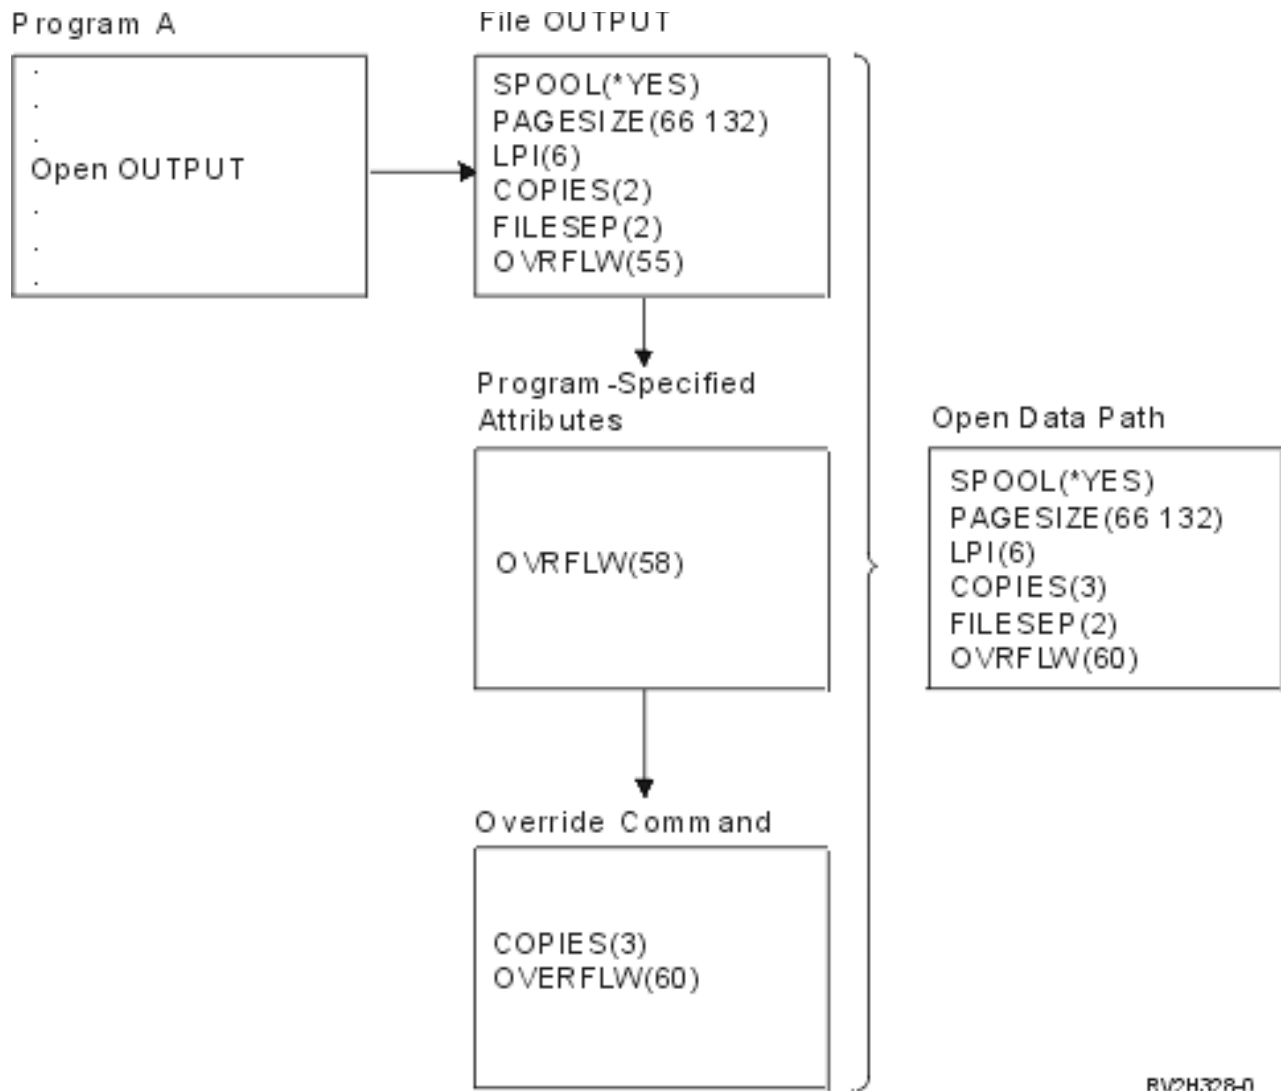 Program A
.
.
.
Open OUTPUT
.
.
.
File OUTPUT
SPOOL(*YES)
PAGESIZE(66 132)
LPI(6)
COPIES(2)
FILESEP(2)
OVRFLW(55)
Program-Specified
Attributes
OVRFLW(58)
Override Command
COPIES(3)
OVERFLW(60)
Open Data Path
SPOOL(*YES)
PAGESIZE(66 132)
LPI(6)
COPIES(3)
FILESEP(2)
OVRFLW(60)
RV2H328-0